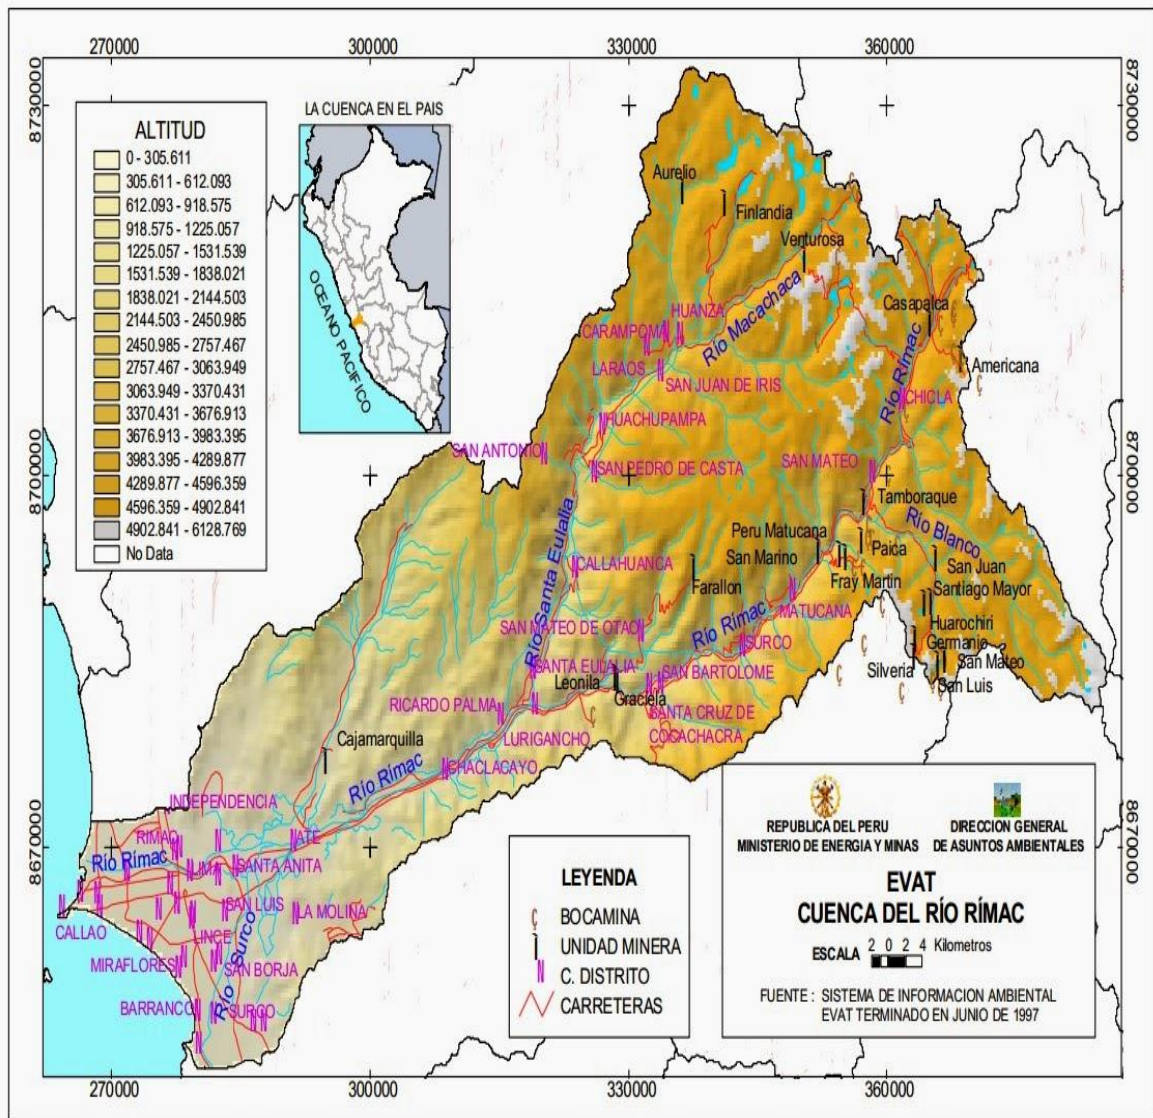 270000
300000
330000
360000
8730000
8730000
ALTITUD
0 - 305.611
305.611 - 612.093
612.093 - 918.575
918.575 - 1225.057
1225.057 - 1531.539
1531.539 - 1838.021
1838.021 - 2144.503
2144.503 - 2450.985
2450.985 - 2757.467
2757.467 - 3063.949
3063.949 - 3370.431
3370.431 - 3676.913
3676.913 - 3983.395
3983.395 - 4289.877
4289.877 - 4596.359
4596.359 - 4902.841
4902.841 - 6128.769
No Data
LA CUENCA EN EL PAIS
OCEANO PACIFICO
Aurelio
Finlandia
Venturosa
Casapalca
HUANZA
CARAMPOMA
Río Macachaca
LARAOS
SAN JUAN DE IRIS
Río Rímac
Americana
CHICLA
HUACHUPAMPA
SAN ANTONIO
SAN PEDRO DE CASTA
SAN MATEO
8700000
8700000
Tamboraque
Río Blanco
Peru Matucana
Paica
San Marino
San Juan
Río Santa Eulalia
CALLAHUANCA
Farallon
Fray Martin
Santiago Mayor
MATUCANA
Huarochiri
SAN MATEO DE OTAO
Río Rímac
SURCO
Germanio
San Mateo
Silveria
San Luis
SANTA EULALIA
SAN BARTOLOME
Leonila
Graciela
RICARDO PALMA
SANTA CRUZ DE
COCACHACRA
LURIGANCHO
Cajamarquilla
CHACLACAYO
Río Rímac
INDEPENDENCIA
RIMAC
ATE
8670000
8670000
Río Rímac
LIMA
SANTA ANITA
SAN LUIS
LA MOLINA
CALLAO
LINCE
Río Surco
MIRAFLORES
SAN BORJA
BARRANCO
SURCO
LEYENDA
BOCAMINA
UNIDAD MINERA
C. DISTRITO
CARRETERAS
REPUBLICA DEL PERU
MINISTERIO DE ENERGIA Y MINAS
DIRECCION GENERAL
DE ASUNTOS AMBIENTALES
EVAT
CUENCA DEL RÍO RÍMAC
ESCALA 2 0 2 4 Kilometros
FUENTE : SISTEMA DE INFORMACION AMBIENTAL
EVAT TERMINADO EN JUNIO DE 1997
270000
300000
330000
360000